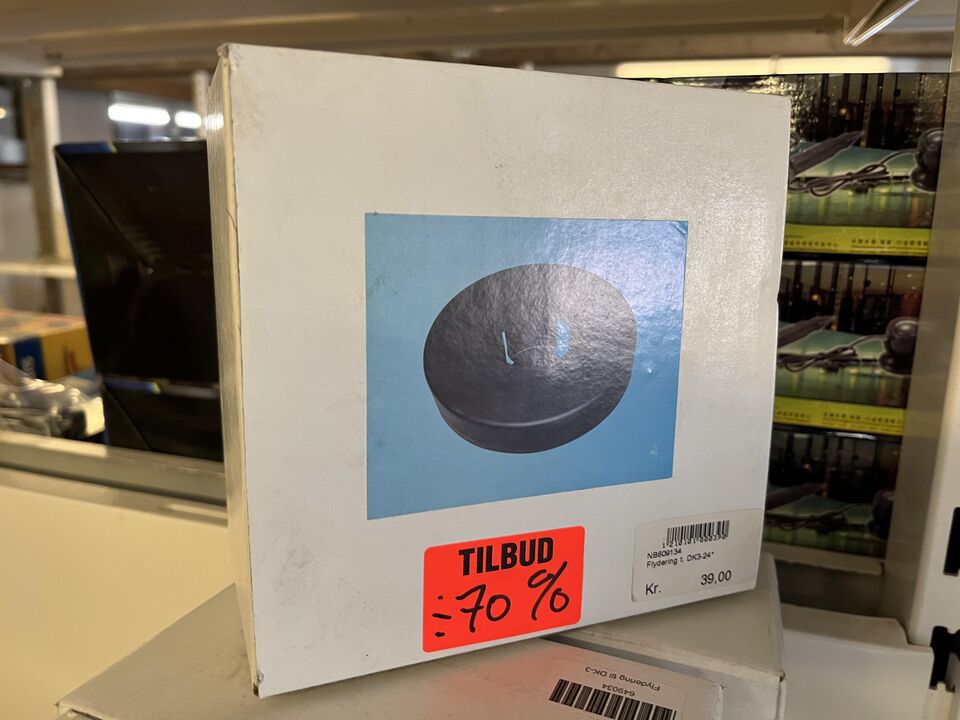 TILBUD
÷70 %
NB609134
Flydering t. DK3-24"
Kr. 39,00
Flydering til DK-3
649034